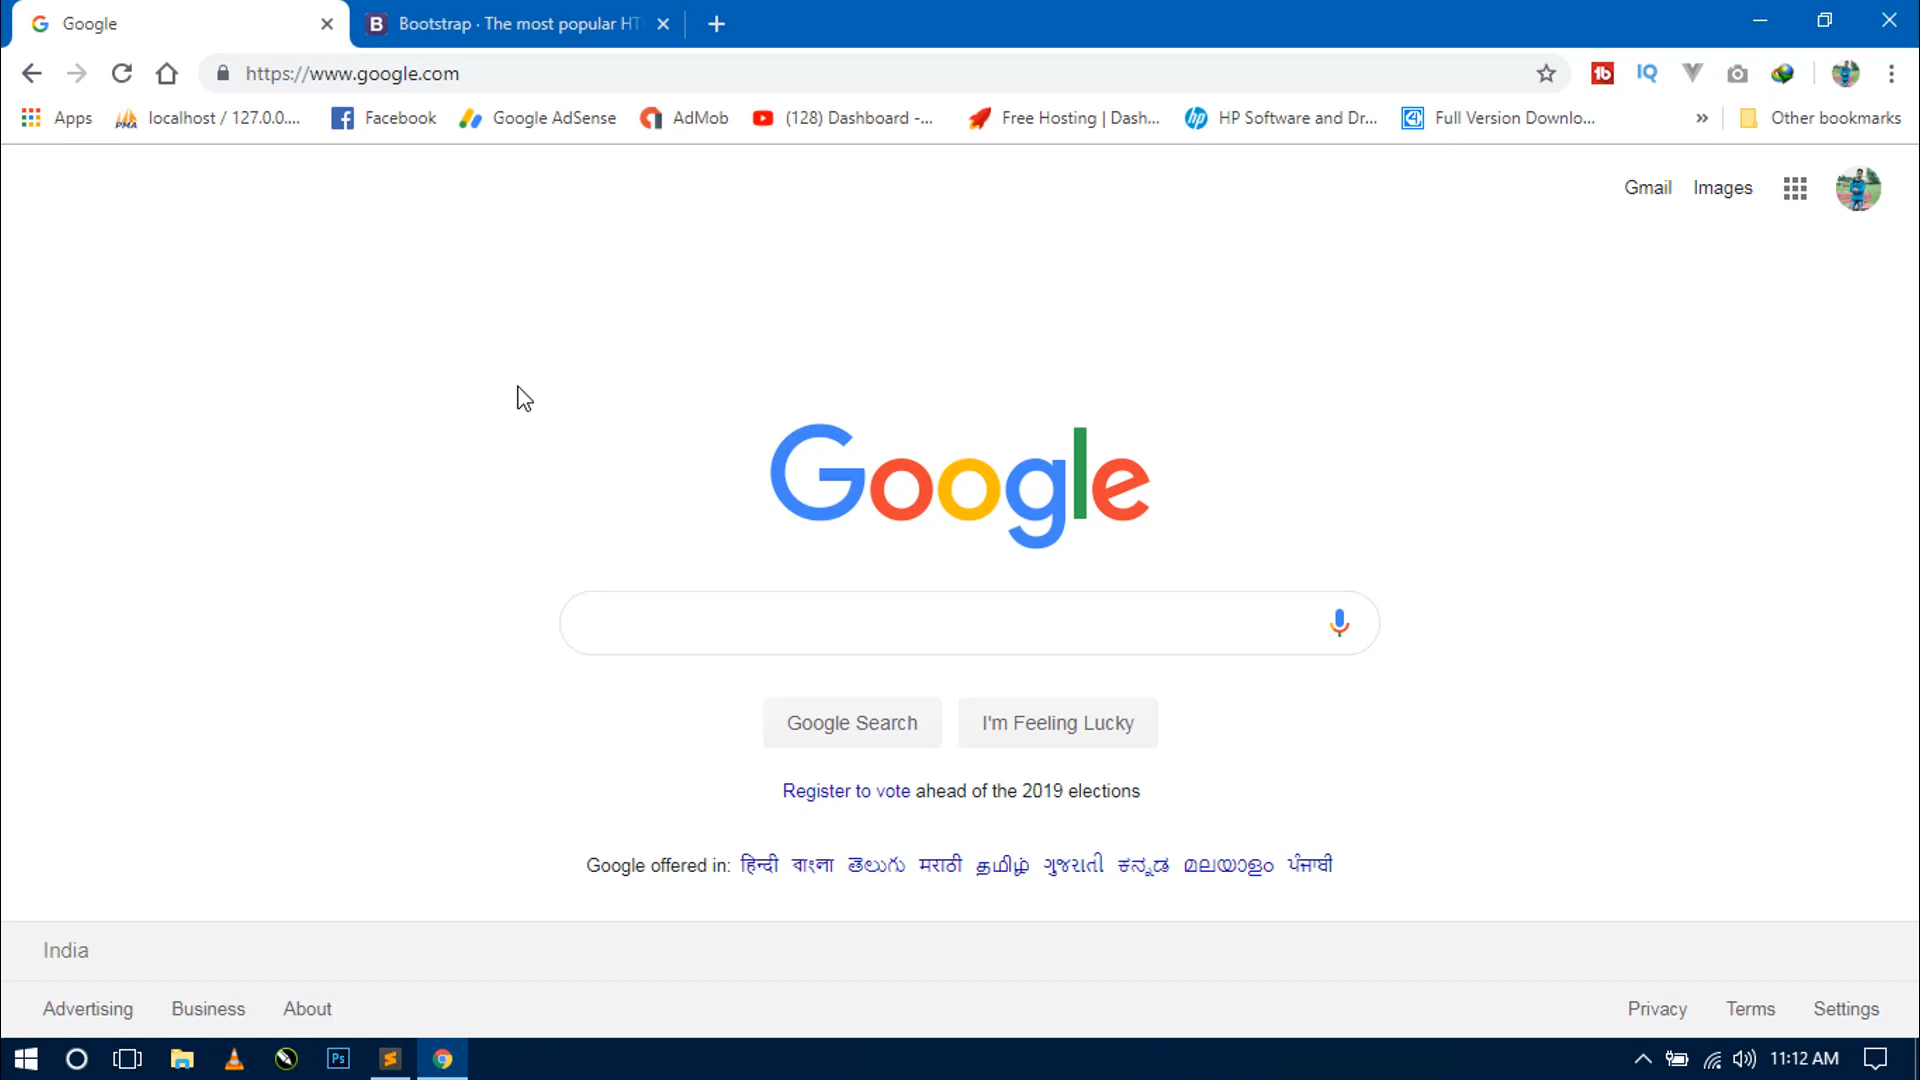 Google
Bootstrap · The most popular HT
https://www.google.com
Apps
localhost / 127.0.0....
Facebook
Google AdSense
AdMob
(128) Dashboard -...
Free Hosting | Dash...
HP Software and Dr...
Full Version Downlo...
»
Other bookmarks
Gmail Images
Google
Google Search
I'm Feeling Lucky
Register to vote ahead of the 2019 elections
Google offered in: हिन्दी বাংলা తెలుగు मराठी தமிழ் ગુજરાતી ಕನ್ನಡ മലയാളം ਪੰਜਾਬੀ
India
Advertising Business About
Privacy Terms Settings
Ps
11:12 AM